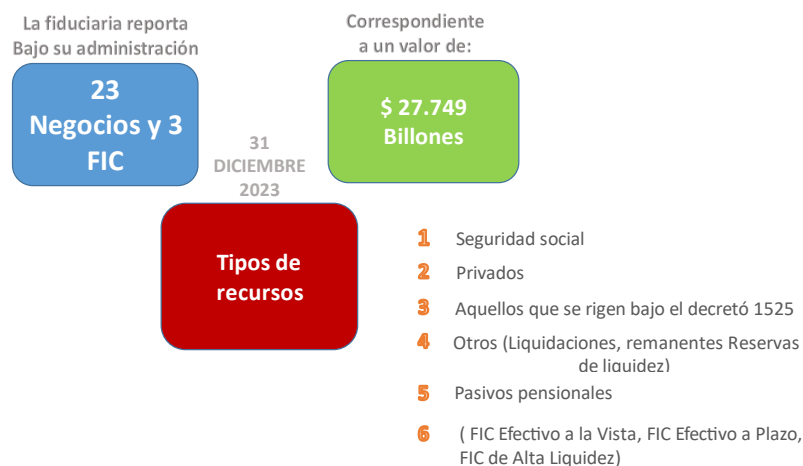 La fiduciaria reporta
Bajo su administración
23
Negocios y 3
FIC
Correspondiente
a un valor de:
$ 27.749
Billones
31
DICIEMBRE
2023
Tipos de
recursos
1 Seguridad social
2 Privados
3 Aquellos que se rigen bajo el decretó 1525
4 Otros (Liquidaciones, remanentes Reservas
de liquidez)
5 Pasivos pensionales
6 ( FIC Efectivo a la Vista, FIC Efectivo a Plazo,
FIC de Alta Liquidez)